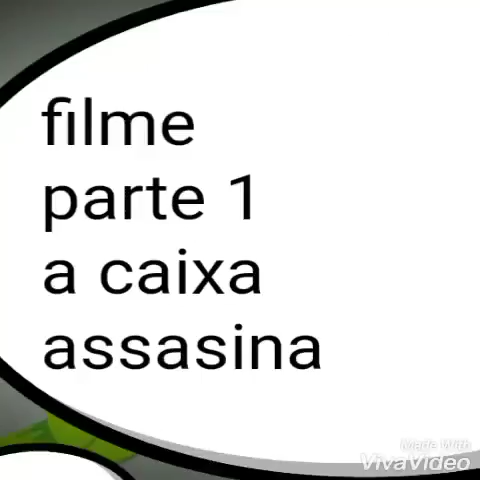 filme
parte 1
a caixa
assasina
Made With
VivaVideo